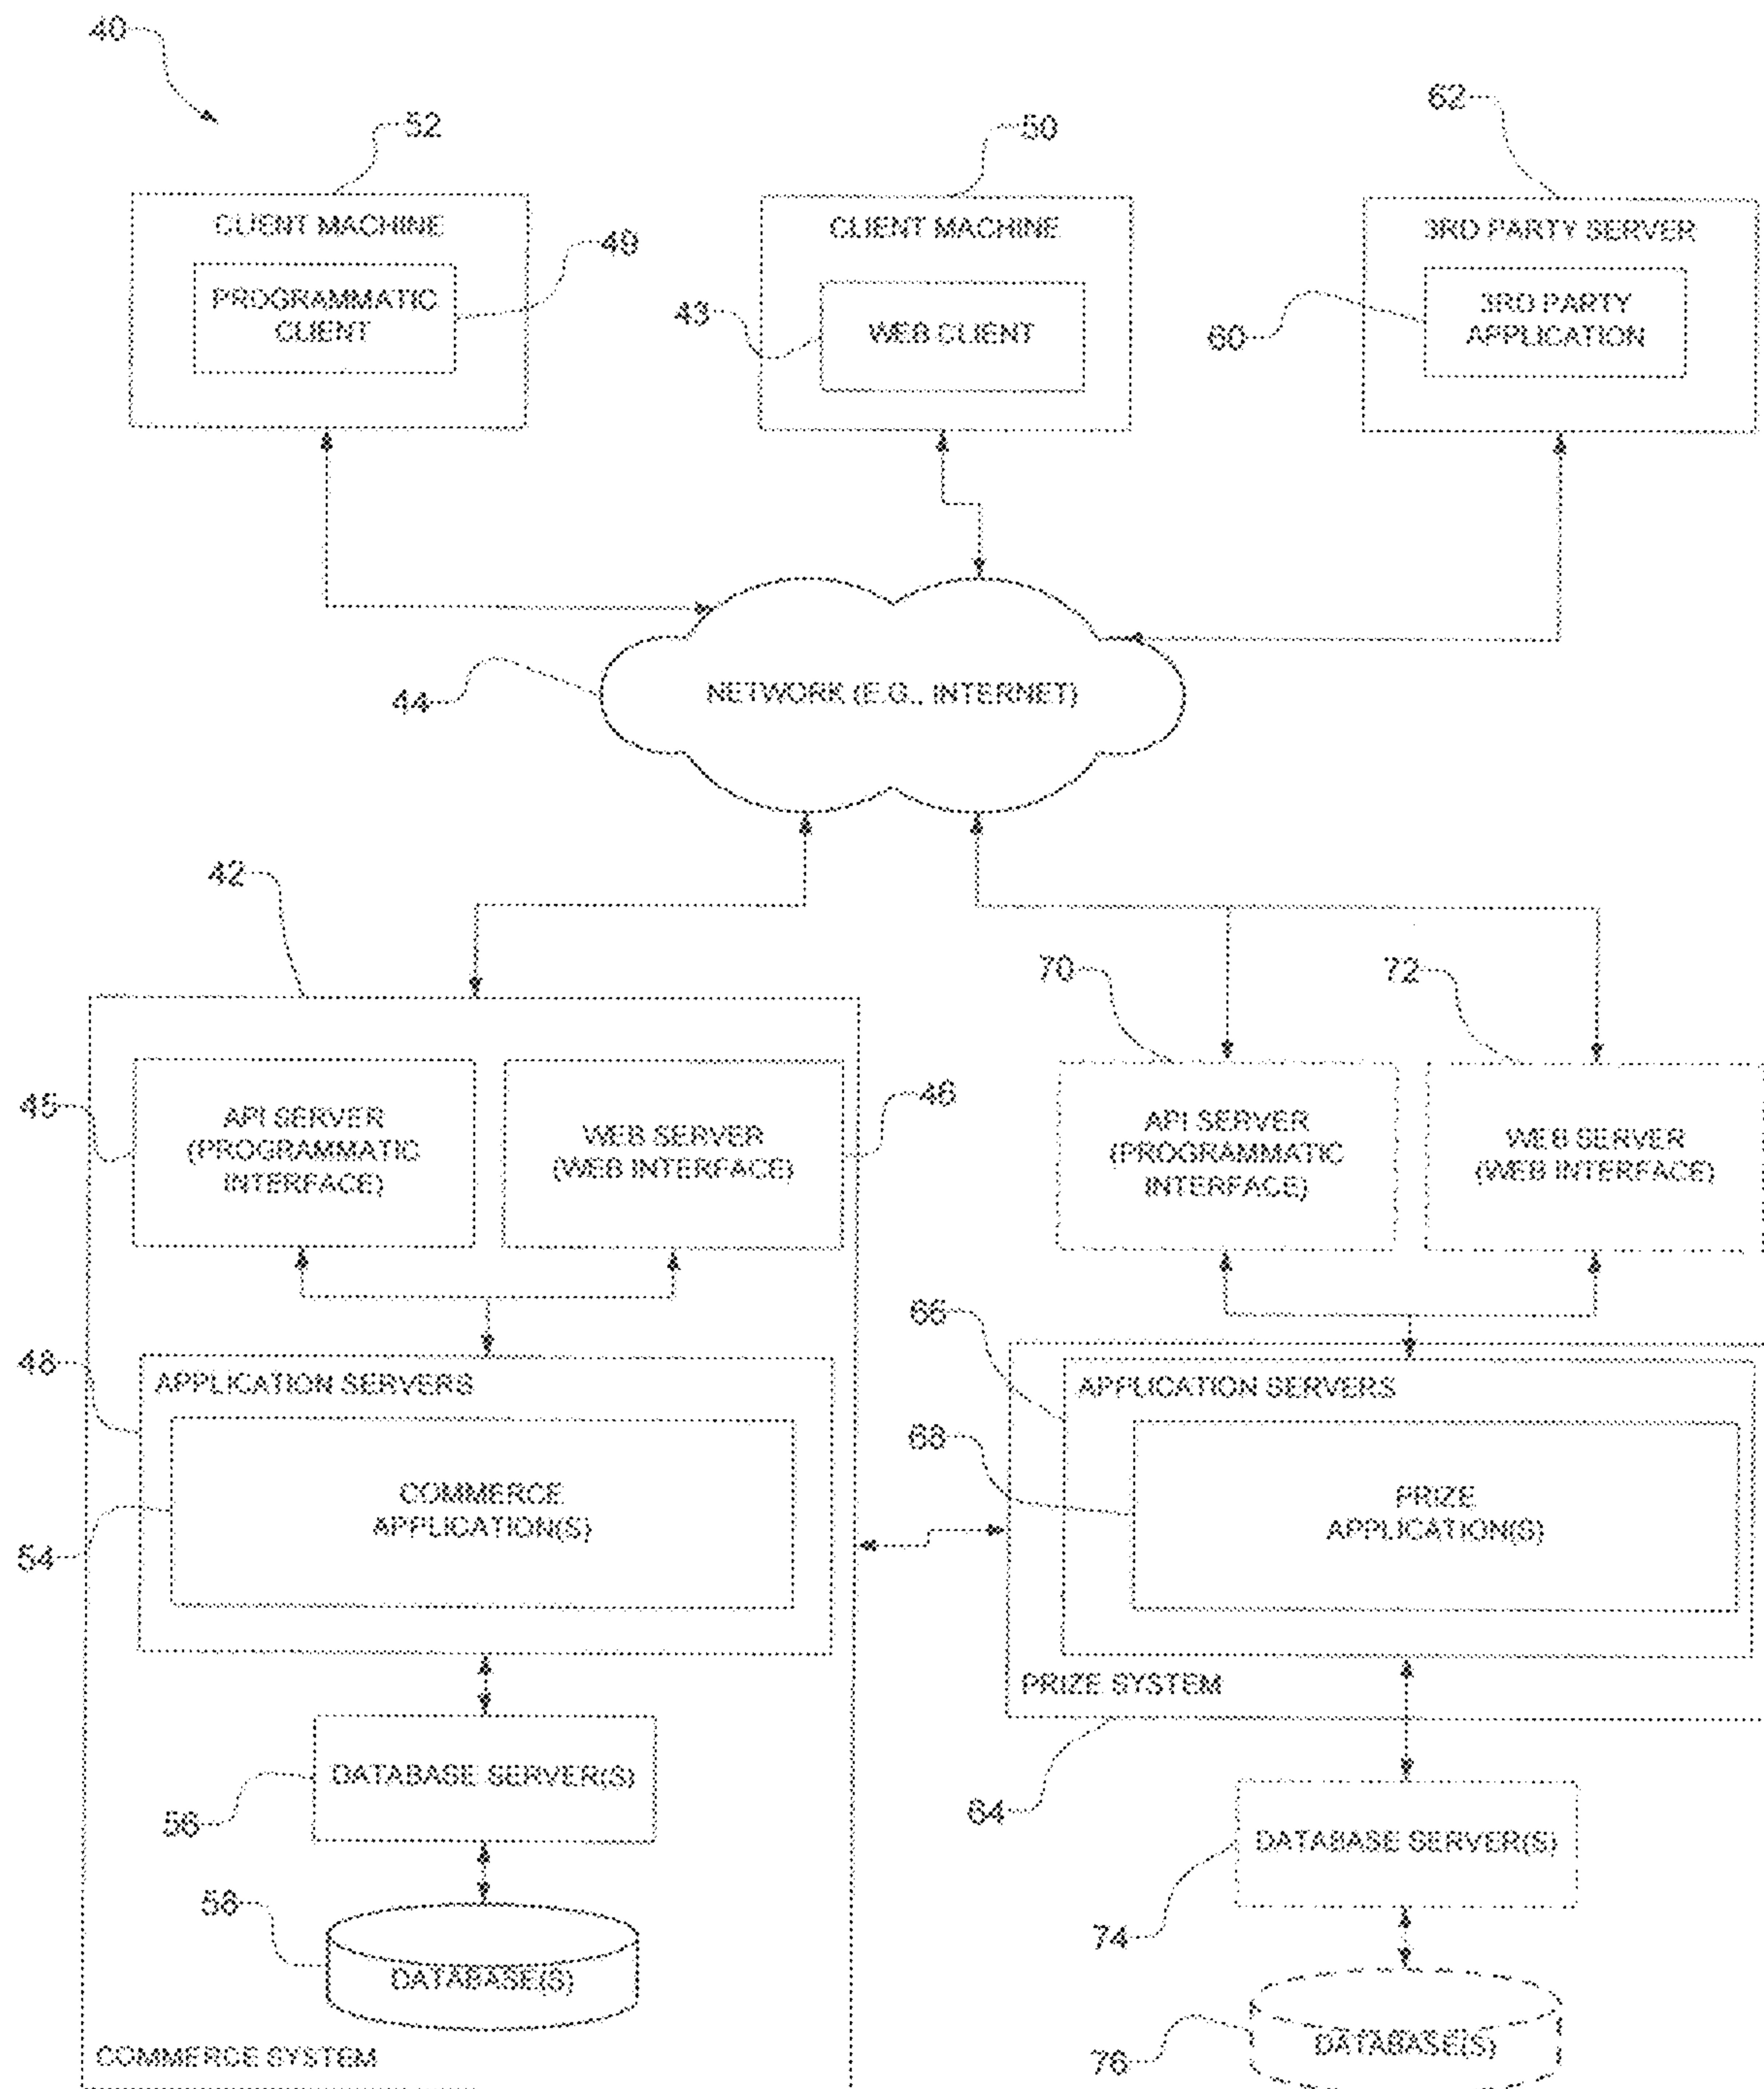 40
52
50
62
CLIENT MACHINE
CLIENT MACHINE
3RD PARTY SERVER
49
PROGRAMMATIC
CLIENT
43
WEB CLIENT
60
3RD PARTY
APPLICATION
44
NETWORK (E.G., INTERNET)
42
70
72
45
API SERVER
(PROGRAMMATIC
INTERFACE)
WEB SERVER
(WEB INTERFACE)
46
API SERVER
(PROGRAMMATIC
INTERFACE)
WEB SERVER
(WEB INTERFACE)
48
APPLICATION SERVERS
66
APPLICATION SERVERS
68
COMMERCE
APPLICATION(S)
54
PRIZE
APPLICATION(S)
PRIZE SYSTEM
64
DATABASE SERVER(S)
56
DATABASE SERVER(S)
74
58
DATABASE(S)
COMMERCE SYSTEM
DATABASE(S)
76